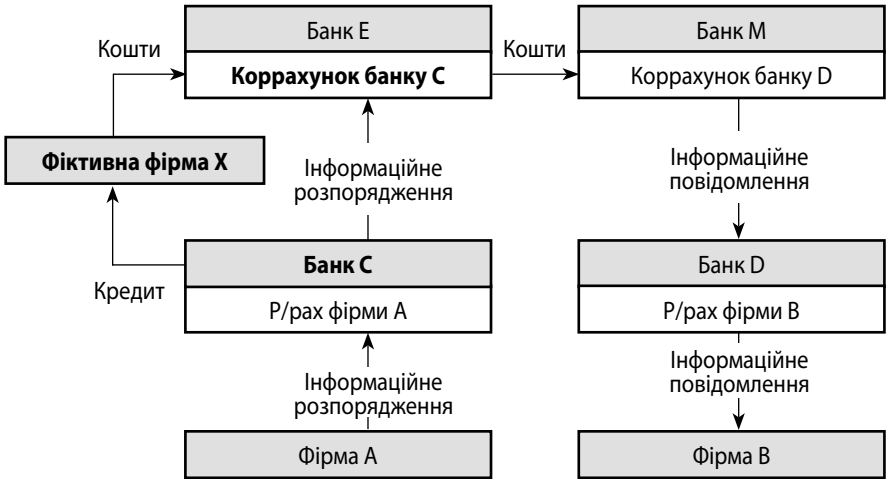 Банк E
Коррахунок банку C
Кошти
Кошти
Банк M
Коррахунок банку D
Фіктивна фірма X
Інформаційне
розпорядження
Інформаційне
повідомлення
Кредит
Банк C
Р/рах фірми A
Банк D
Р/рах фірми B
Інформаційне
розпорядження
Інформаційне
повідомлення
Фірма A
Фірма B